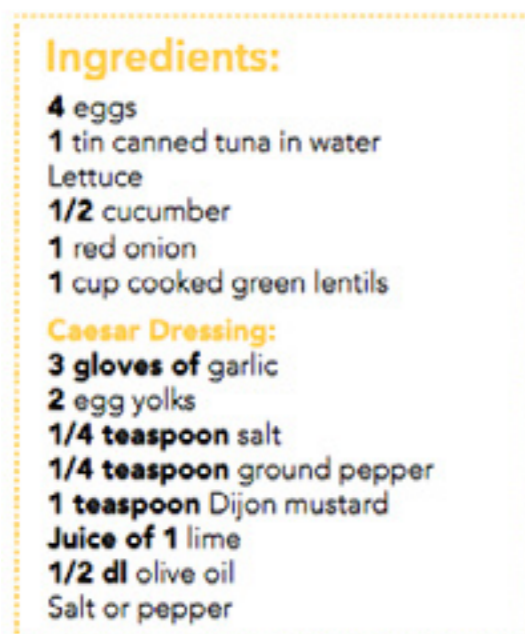 Ingredients:
4 eggs
1 tin canned tuna in water
Lettuce
1/2 cucumber
1 red onion
1 cup cooked green lentils
Caesar Dressing:
3 gloves of garlic
2 egg yolks
1/4 teaspoon salt
1/4 teaspoon ground pepper
1 teaspoon Dijon mustard
Juice of 1 lime
1/2 dl olive oil
Salt or pepper